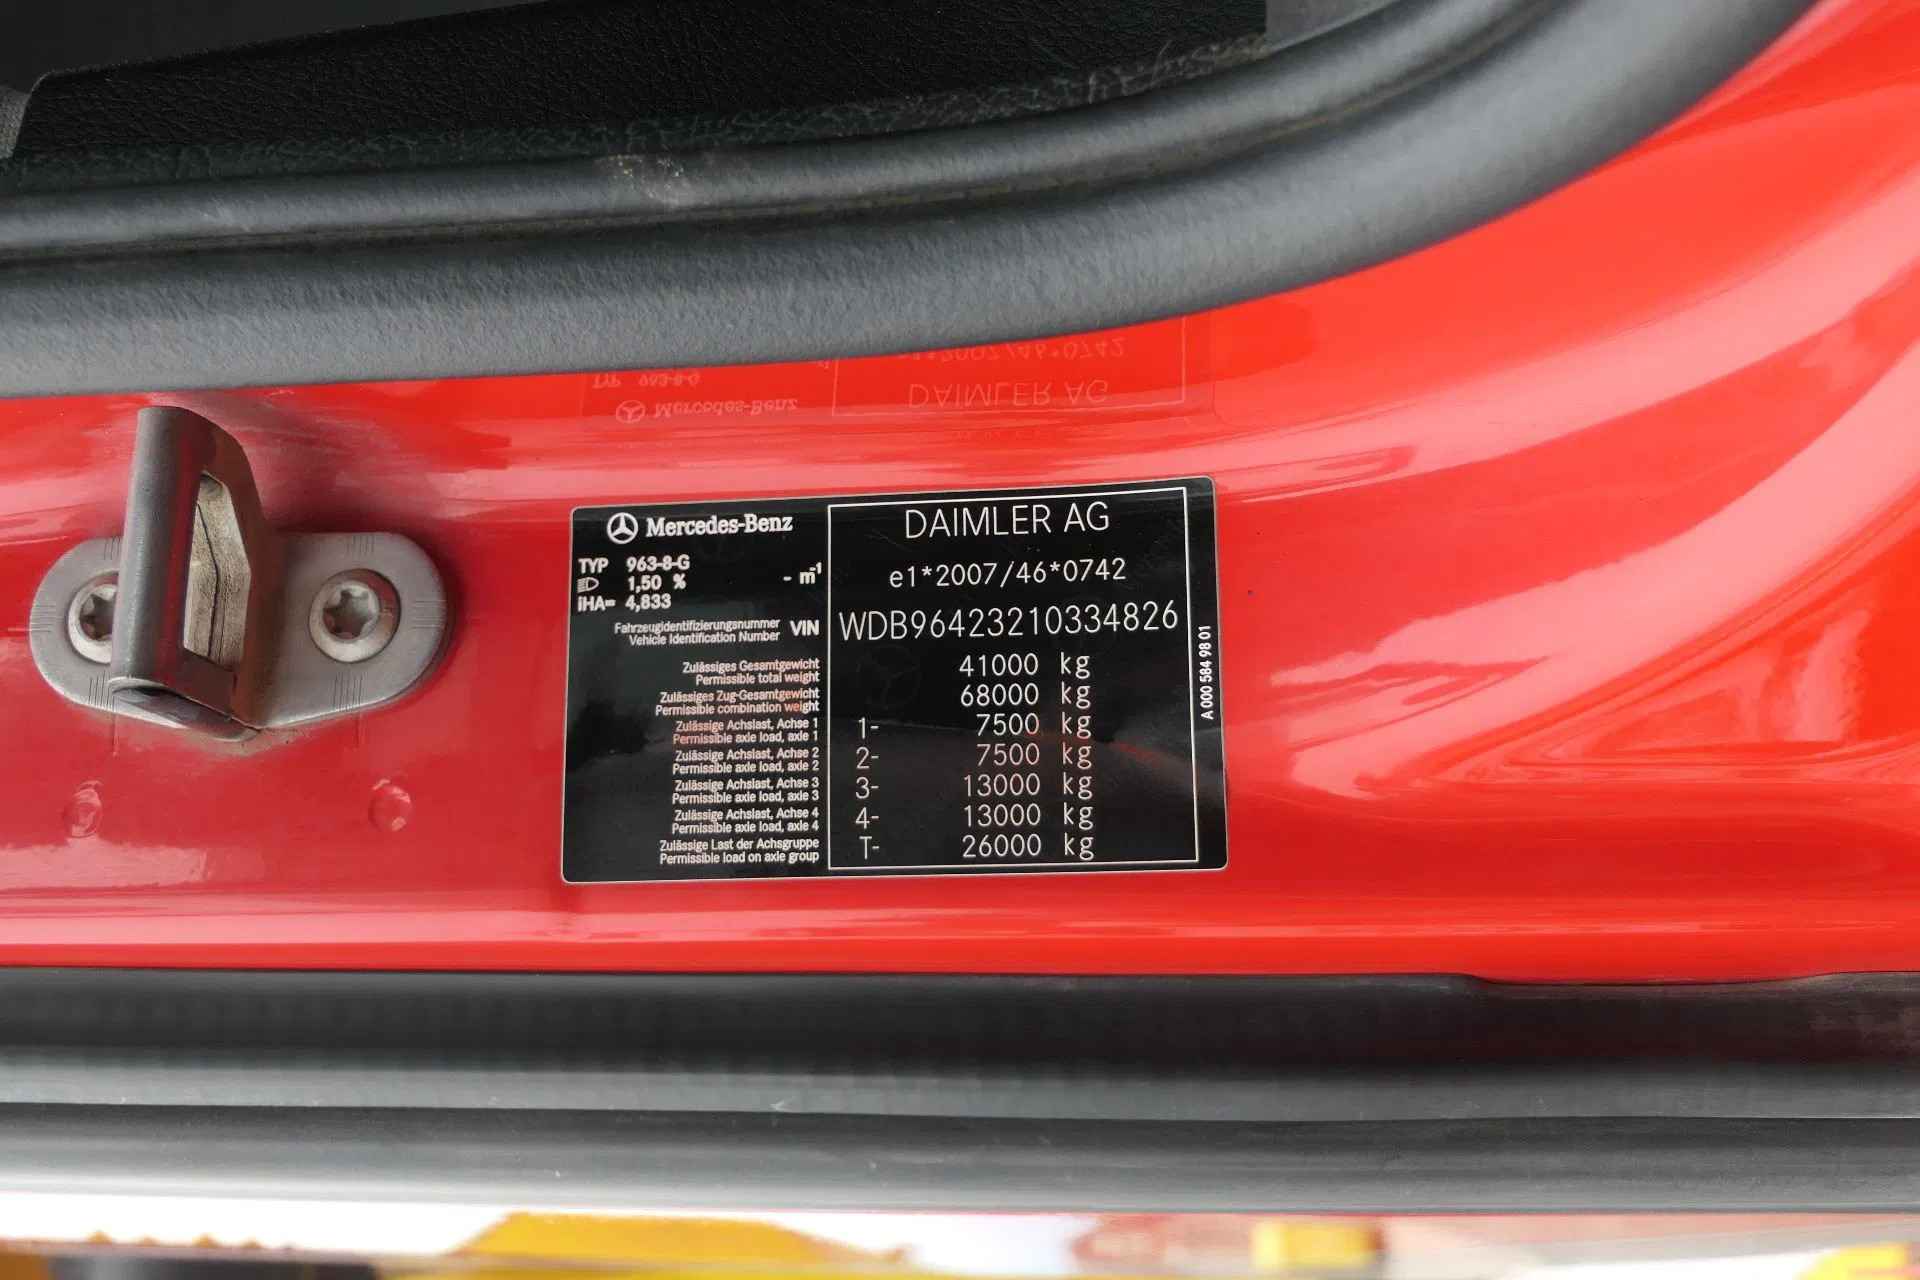 Mercedes-Benz
TYP 963-8-G
1,50 % - m-1
iHA= 4,833
DAIMLER AG
e1*2007/46*0742
Fahrzeugidentifizierungsnummer
Vehicle Identification Number VIN WDB96423210334826
Zulässiges Gesamtgewicht
Permissible total weight 41000 kg
Zulässiges Zug-Gesamtgewicht
Permissible combination weight 68000 kg
Zulässige Achslast, Achse 1
Permissible axle load, axle 1 1- 7500 kg
Zulässige Achslast, Achse 2
Permissible axle load, axle 2 2- 7500 kg
Zulässige Achslast, Achse 3
Permissible axle load, axle 3 3- 13000 kg
Zulässige Achslast, Achse 4
Permissible axle load, axle 4 4- 13000 kg
Zulässige Last der Achsgruppe
Permissible load on axle group T- 26000 kg
A 000 584 98 01